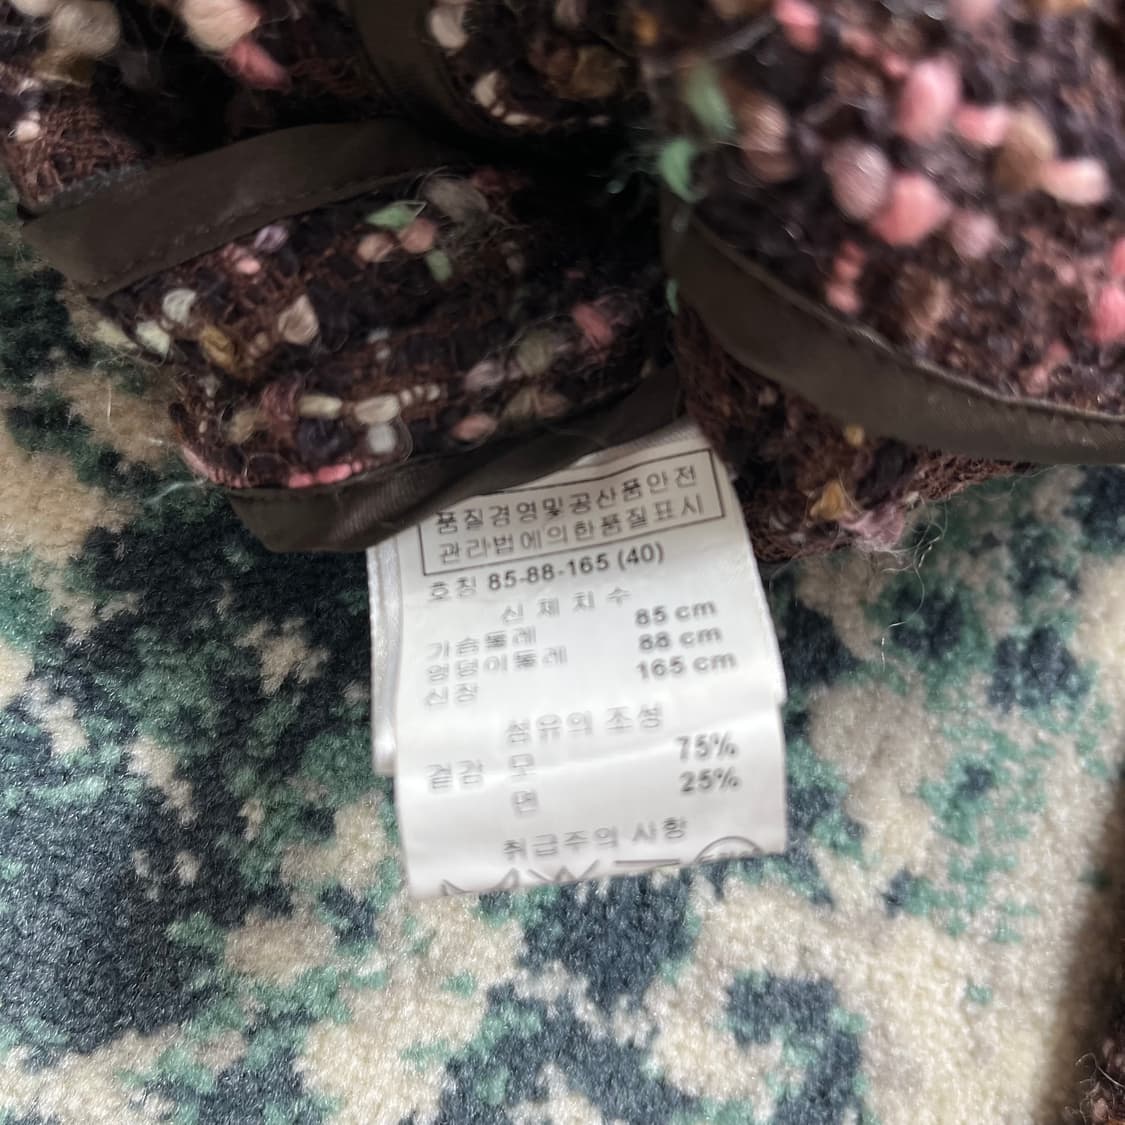 품질경영및공산품안전
관리법에의한품질표시
호칭 85-88-165 (40)
신 체 치 수
가슴둘레 85 cm
엉덩이둘레 88 cm
신장 165 cm
섬유의 조성
겉감 모 75%
면 25%
취급주의 사항